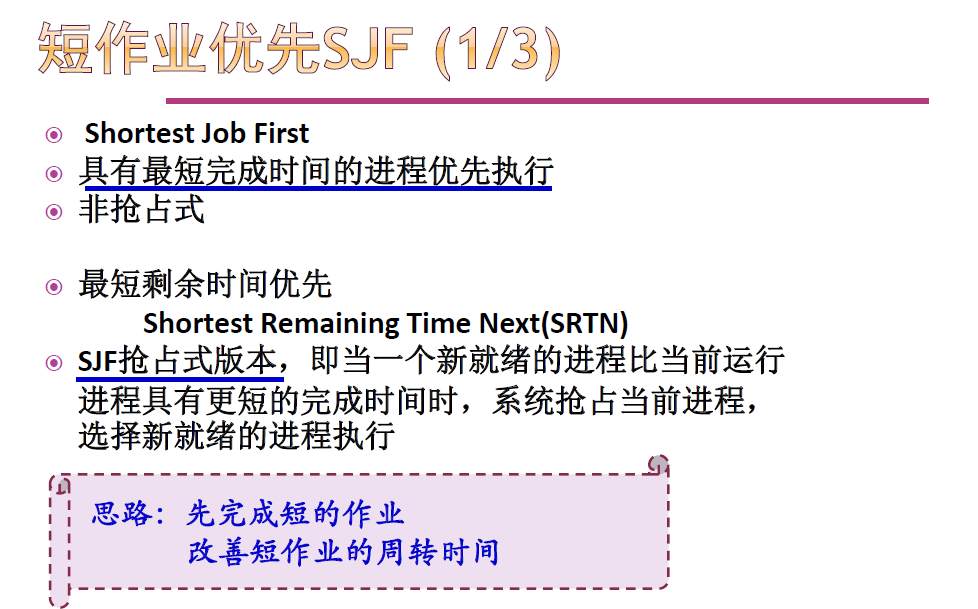 短作业优先SJF (1/3)
Shortest Job First
具有最短完成时间的进程优先执行
非抢占式
最短剩余时间优先
Shortest Remaining Time Next(SRTN)
SJF抢占式版本，即当一个新就绪的进程比当前运行
进程具有更短的完成时间时，系统抢占当前进程，
选择新就绪的进程执行
思路：先完成短的作业
改善短作业的周转时间